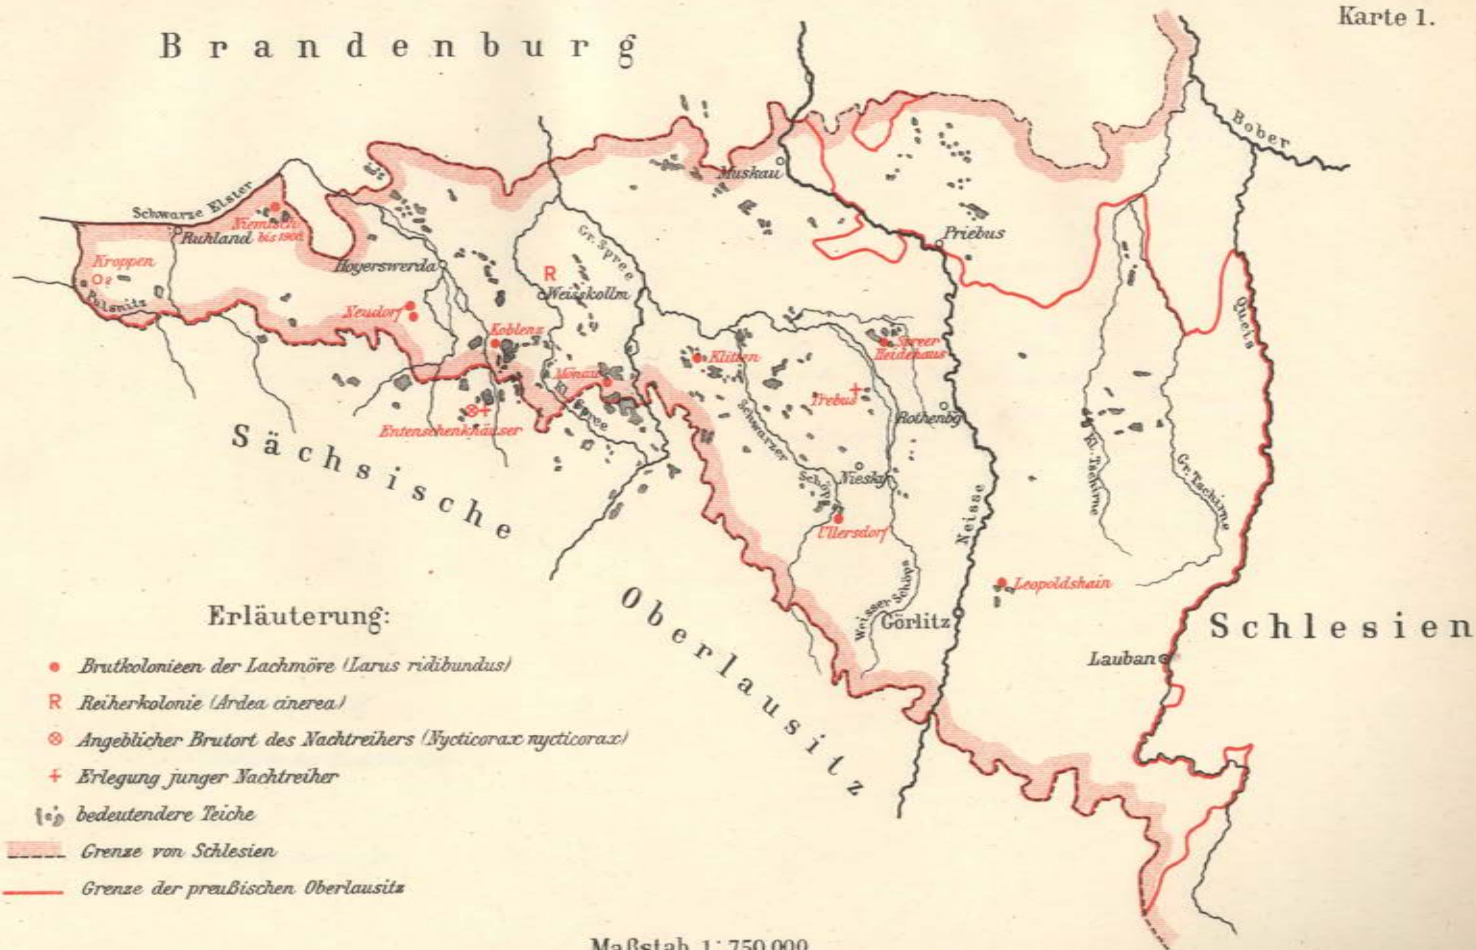 Karte 1.
Brandenburg
Bober
Muskau
Schwarze Elster
Niemtsch
bis 1906.
Ruhland
Gr. Spree
Priebus
Kroppen
?
Hoyerswerda
R
Weisskollm
Pulsnitz
Queis
Neudorf
Koblenz
Spreer
Heidehaus
Klitten
Mönau
Kl. Spree
Trebus
Rothenbg
Schwarzer
Schöps
Entenschenkhäuser
Sächsische
Niesky
Kl. Tschirne
Gr. Tschirne
Neisse
Ullersdorf
Leopoldshain
Weisser Schöps
Oberlausitz
Görlitz
Schlesien
Lauban
Erläuterung:
Brutkolonieen der Lachmöve (Larus ridibundus)
R Reiherkolonie (Ardea cinerea)
Angeblicher Brutort des Nachtreihers (Nycticorax nycticorax)
+ Erlegung junger Nachtreiher
bedeutendere Teiche
Grenze von Schlesien
Grenze der preußischen Oberlausitz
Maßstab 1:750 000